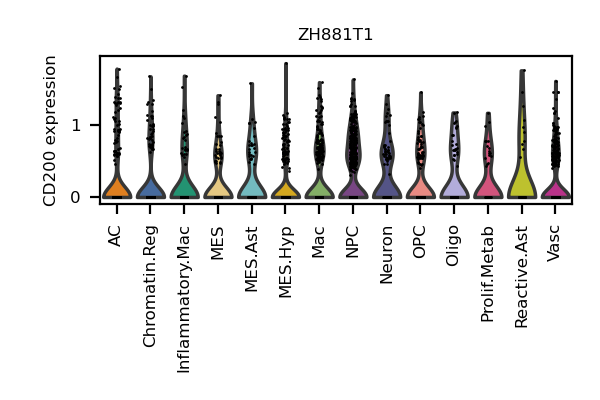 ZH881T1
CD200 expression
1
0
AC
Chromatin.Reg
Inflammatory.Mac
MES
MES.Ast
MES.Hyp
Mac
NPC
Neuron
OPC
Oligo
Prolif.Metab
Reactive.Ast
Vasc